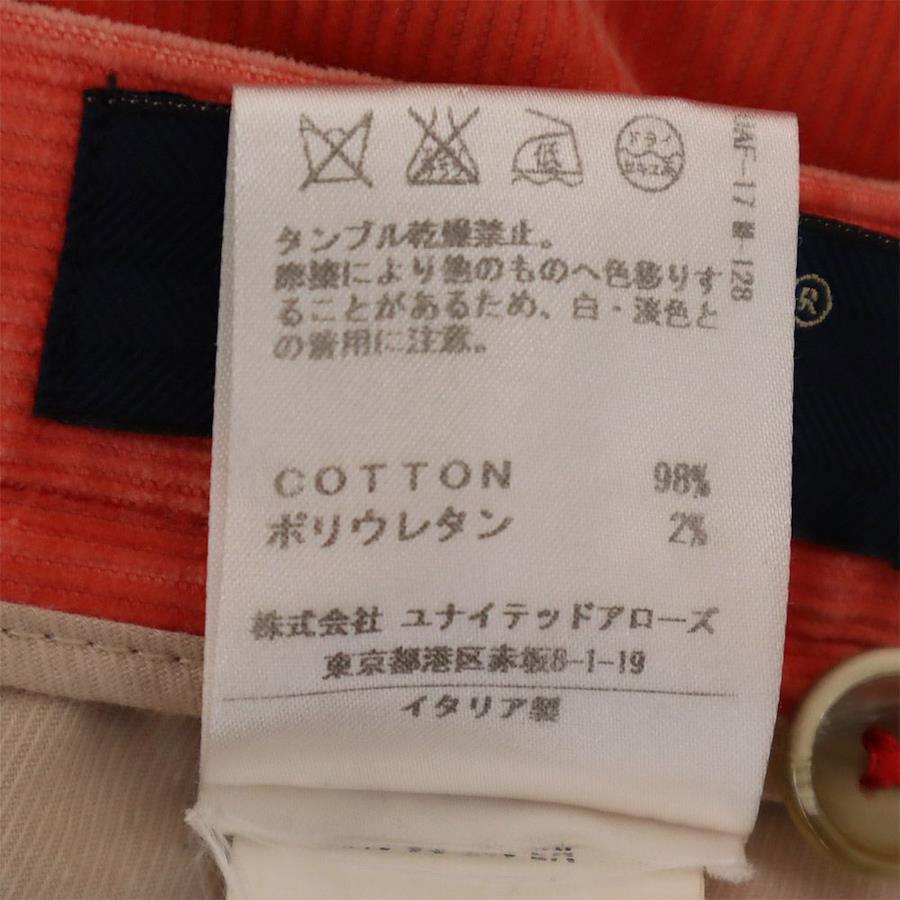 低
ドライ
セキユ系
タンブル乾燥禁止。
摩擦により他のものへ色移りす
ることがあるため、白・淡色と
の着用に注意。
COTTON 98%
ポリウレタン 2%
株式会社 ユナイテッドアローズ
東京都港区赤坂8-1-19
イタリア製
®